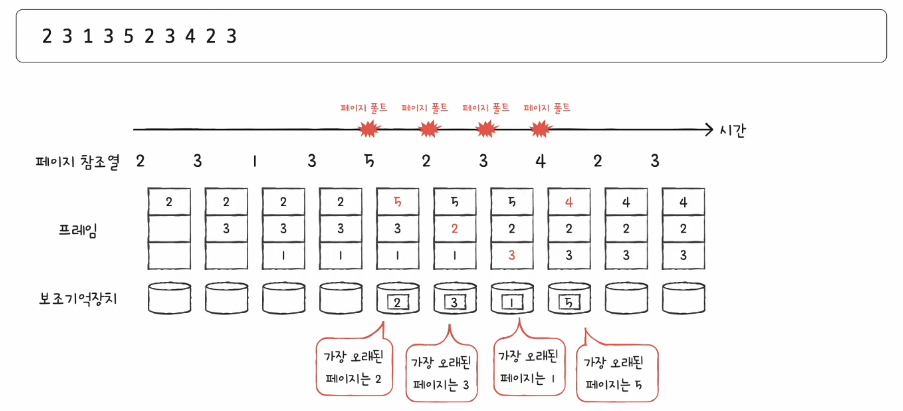 2 3 1 3 5 2 3 4 2 3
페이지 폴트 페이지 폴트 페이지 폴트 페이지 폴트
시간
페이지 참조열 2 3 1 3 5 2 3 4 2 3
2 2 2 2 5 5 5 4 4 4
프레임 3 3 3 3 2 2 2 2 2
1 1 1 1 3 3 3 3
보조기억장치 2 3 1 5
가장 오래된
페이지는 2
가장 오래된
페이지는 3
가장 오래된
페이지는 1
가장 오래된
페이지는 5